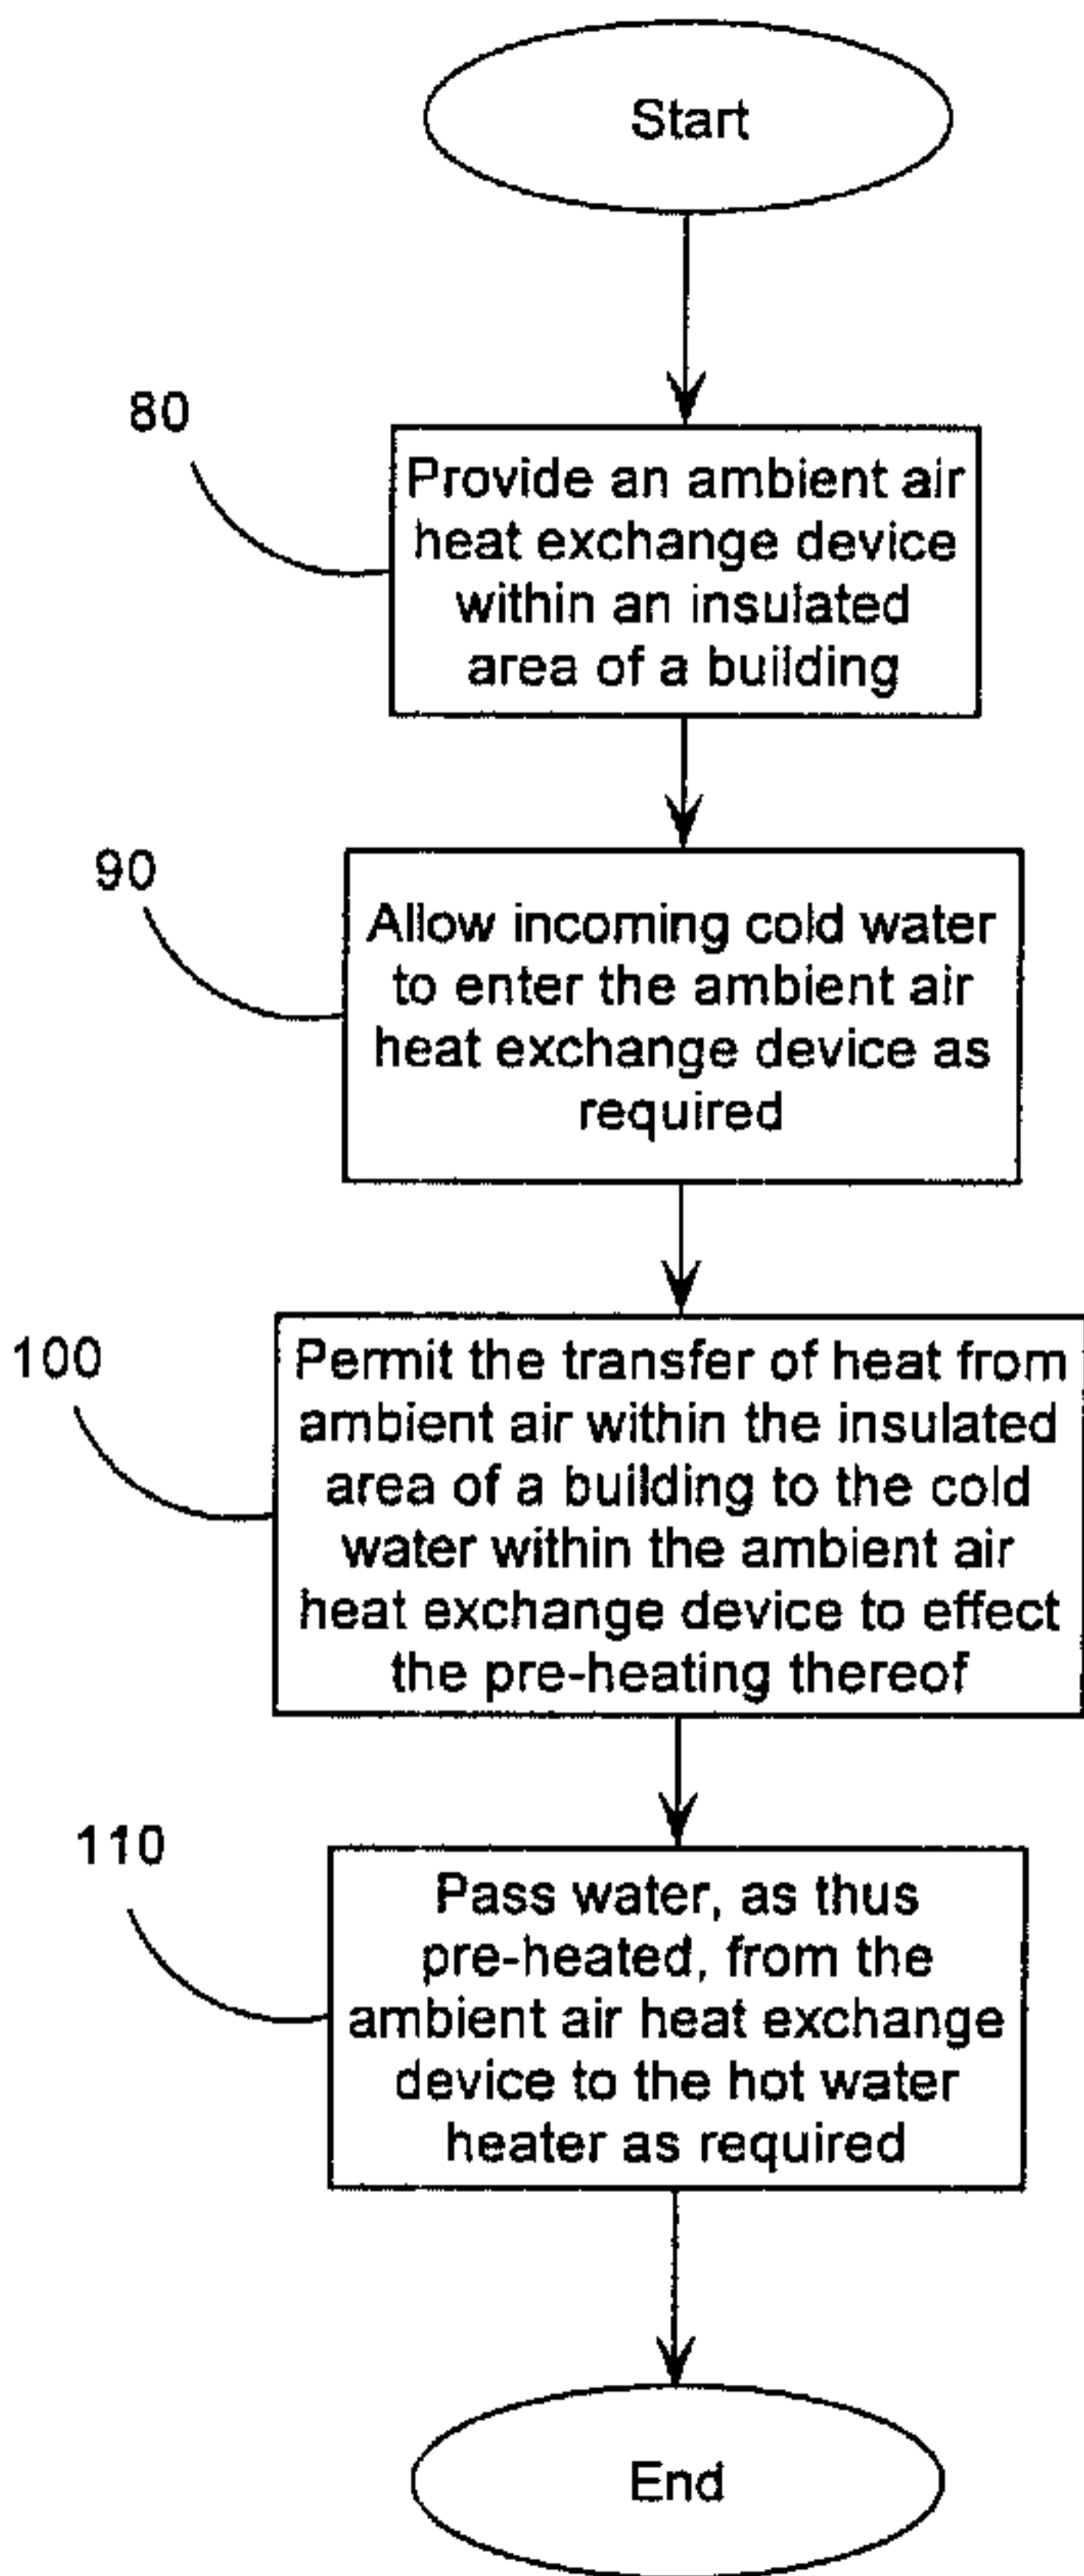 Start
80
Provide an ambient air
heat exchange device
within an insulated
area of a building
90
Allow incoming cold water
to enter the ambient air
heat exchange device as
required
100
Permit the transfer of heat from
ambient air within the insulated
area of a building to the cold
water within the ambient air
heat exchange device to effect
the pre-heating thereof
110
Pass water, as thus
pre-heated, from the
ambient air heat exchange
device to the hot water
heater as required
End